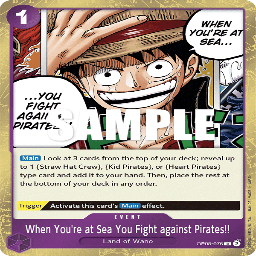 1
WHEN
YOU'RE AT
SEA...
...YOU
FIGHT
AGAI
PIRATE
SAMPLE
Main Look at 3 cards from the top of your deck; reveal up
to 1 {Straw Hat Crew}, {Kid Pirates}, or {Heart Pirates}
type card and add it to your hand. Then, place the rest at
the bottom of your deck in any order.
Trigger Activate this card's Main effect.
EVENT
When You're at Sea You Fight against Pirates!!
Land of Wano